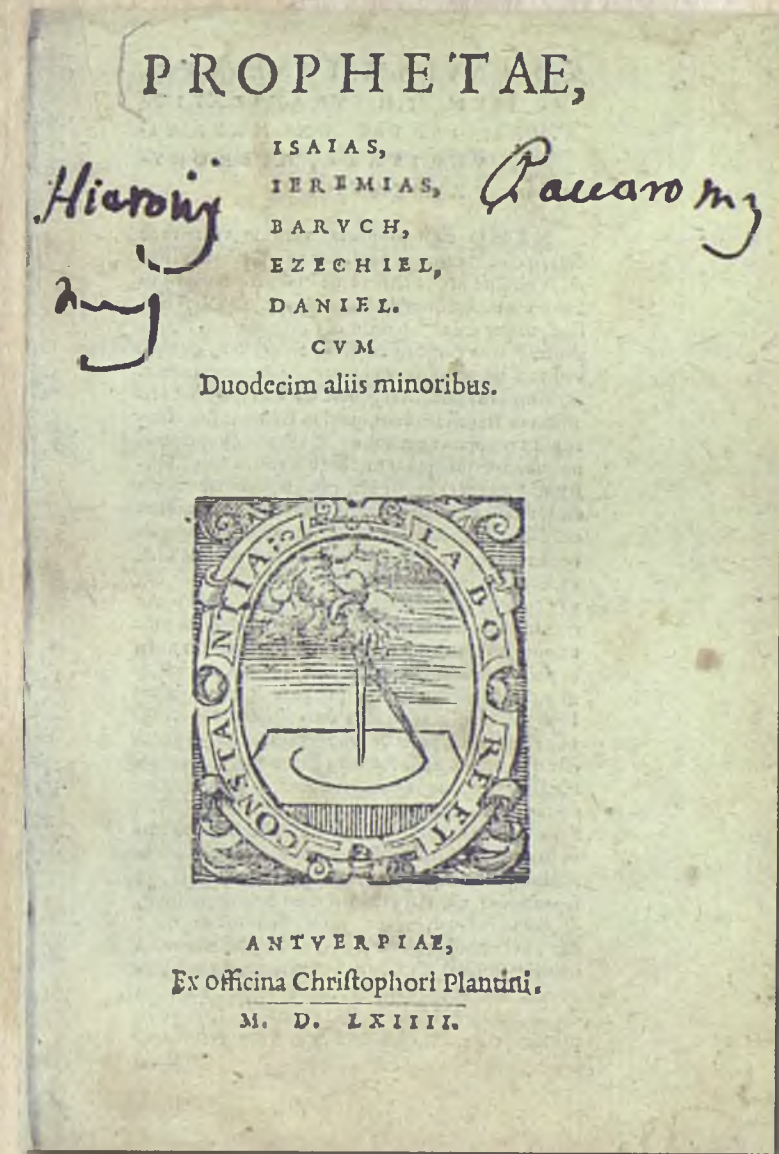 PROPHETAE,
ISAIAS,
IEREMIAS,
BARVCH,
EZECHIEL,
DANIEL.
CVM
Duodecim aliis minoribus.
LABORE ET CONSTANTIA
ANTVERPIAE,
Ex officina Chriſtophori Plantini.
M. D. LXIIII.